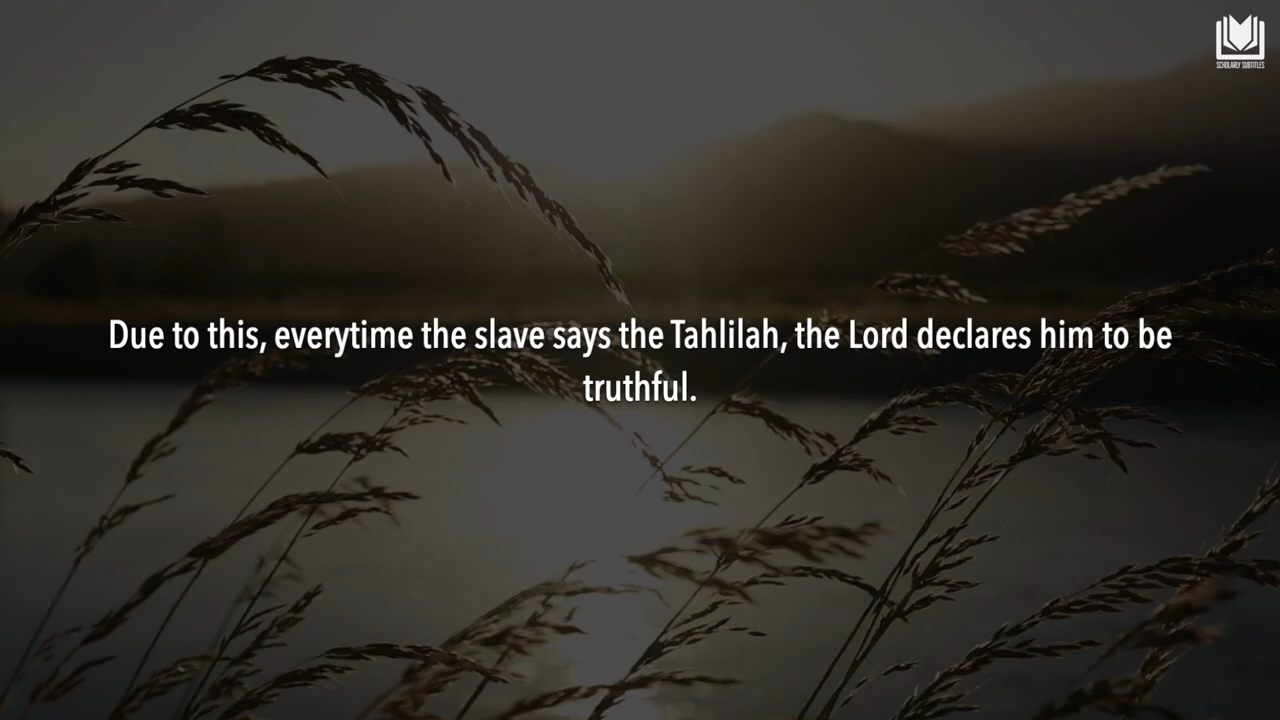 SCHOLARLY SUBTITLES
Due to this, everytime the slave says the Tahlilah, the Lord declares him to be
truthful.